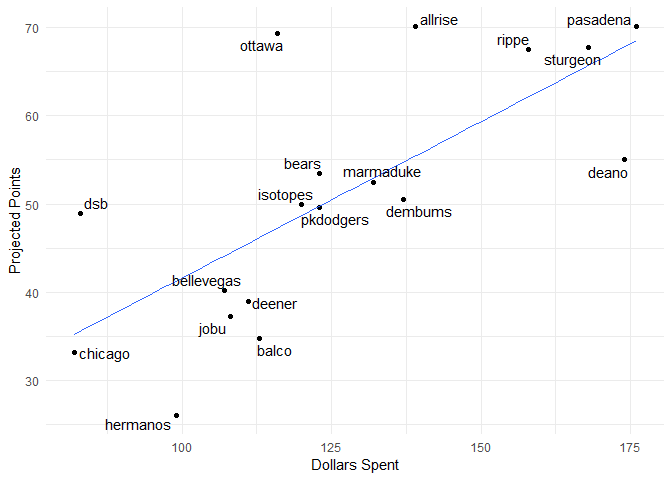 70
60
50
40
30
Projected Points
allrise
pasadena
ottawa
rippe
sturgeon
bears
marmaduke
deano
isotopes
dsb
pkdodgers
dembums
bellevegas
deener
jobu
balco
chicago
hermanos
100
125
150
175
Dollars Spent